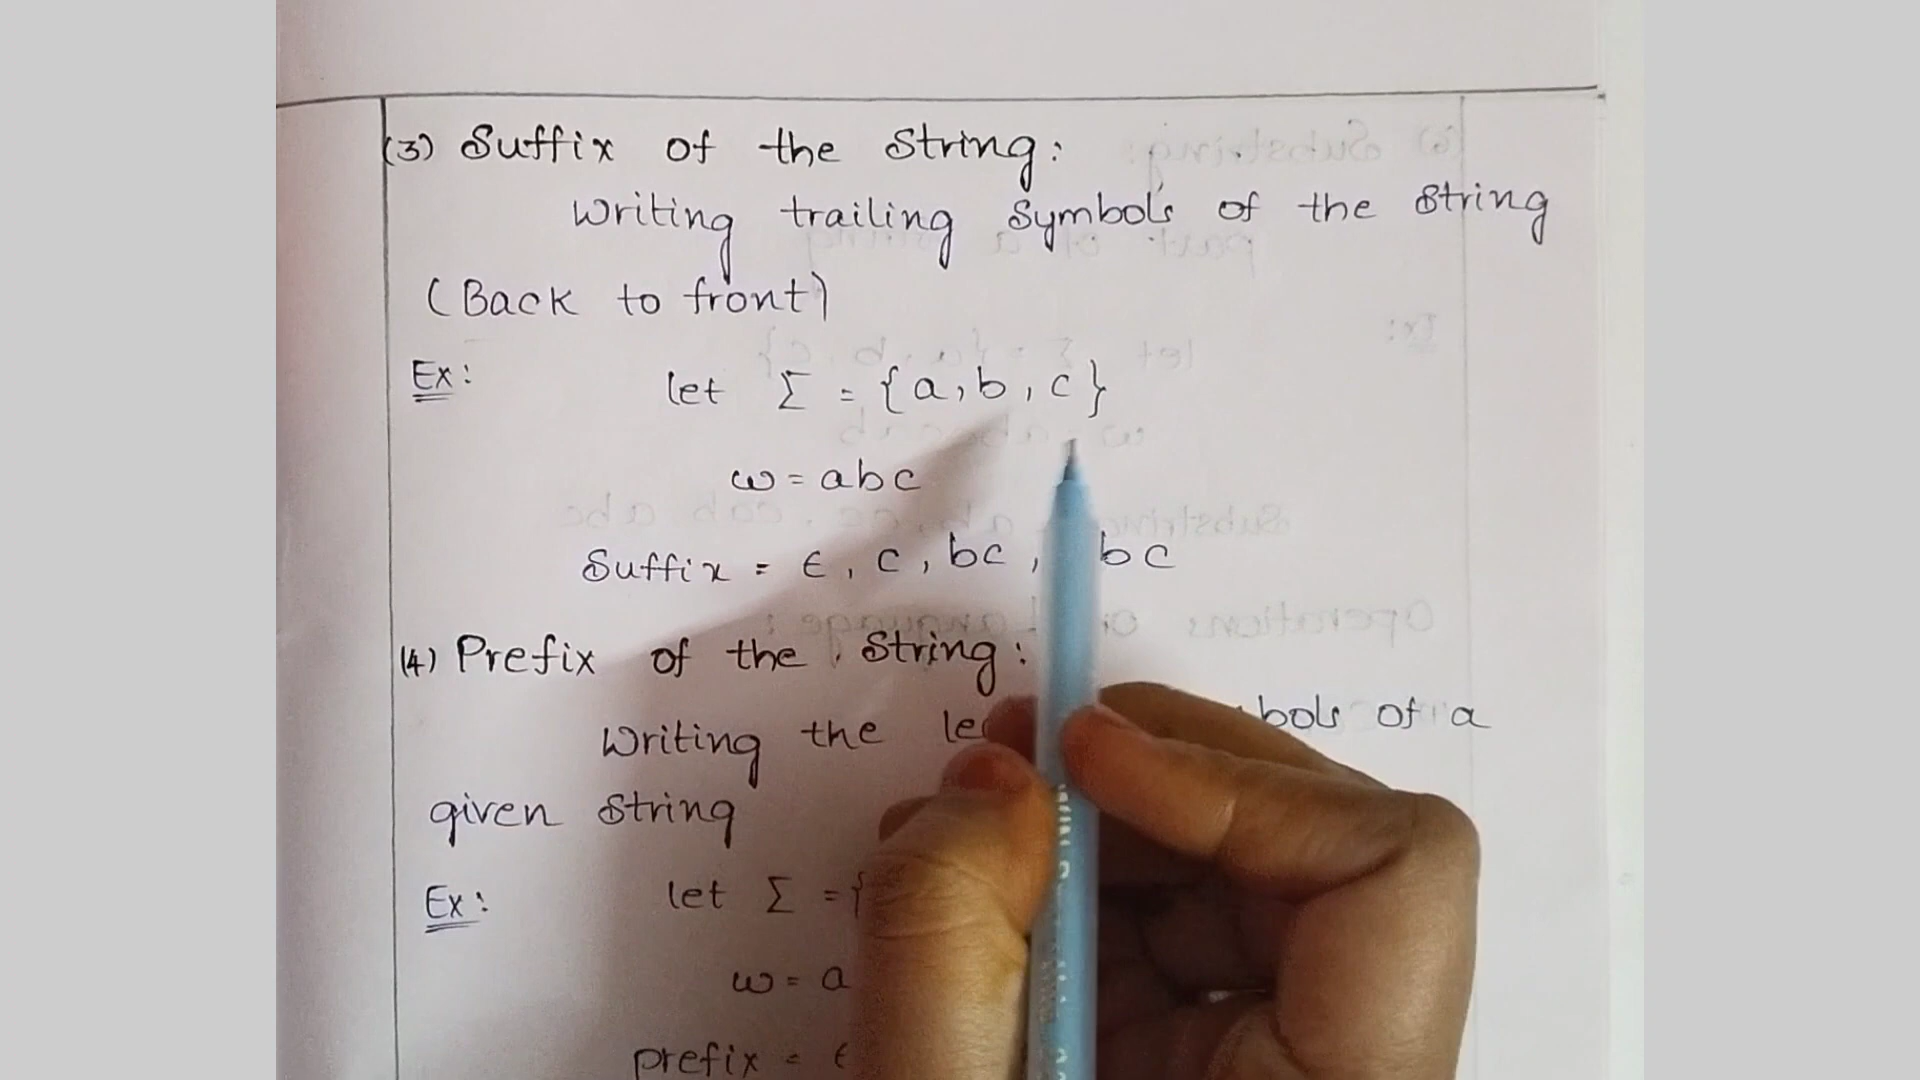 (3) Suffix of the String:
Writing trailing Symbols of the String
(Back to front)
Ex: let Σ = {a, b, c}
w = abc
Suffix = ϵ, c, bc, bc
(4) Prefix of the String:
Writing the of a
given String
Ex: let Σ = {
w = a
prefix = ϵ